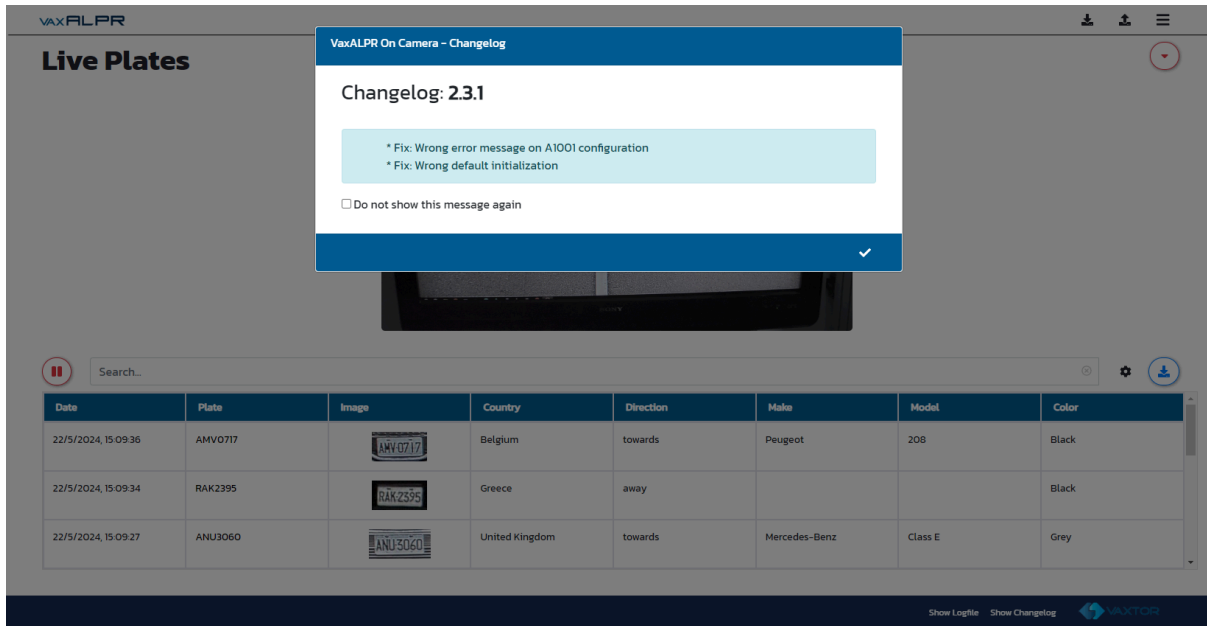 VAXALPR
VaxALPR On Camera - Changelog
Live Plates
Changelog: 2.3.1
* Fix: Wrong error message on A1001 configuration
* Fix: Wrong default initialization
Do not show this message again
SONY
Search...
Date Plate Image Country Direction Make Model Color
22/5/2024, 15:09:36 AMV0717 AMV·0717 Belgium towards Peugeot 208 Black
22/5/2024, 15:09:34 RAK2395 RAK·2395 Greece away Black
22/5/2024, 15:09:27 ANU3060 ANU·3060 United Kingdom towards Mercedes-Benz Class E Grey
Show Logfile Show Changelog VAXTOR